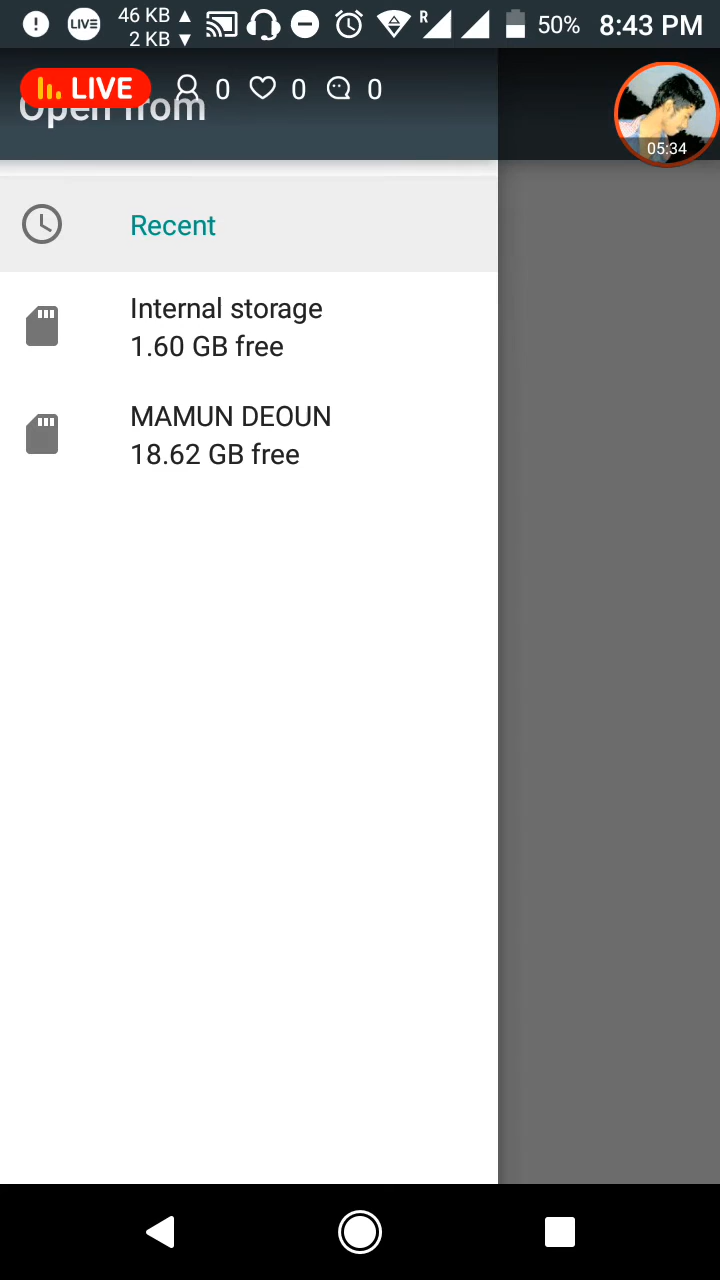 46 KB
2 KB
LIVE
R
50%
8:43 PM
LIVE 0 0 0
Open from
05:34
Recent
Internal storage
1.60 GB free
MAMUN DEOUN
18.62 GB free